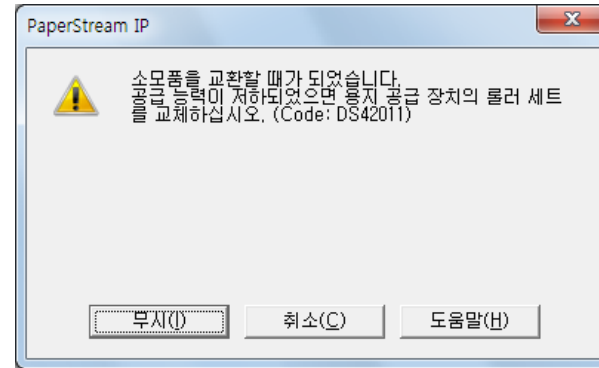 PaperStream IP
소모품을 교환할 때가 되었습니다.
공급 능력이 저하되었으면 용지 공급 장치의 롤러 세트
를 교체하십시오. (Code: DS42011)
무시(I)
취소(C)
도움말(H)